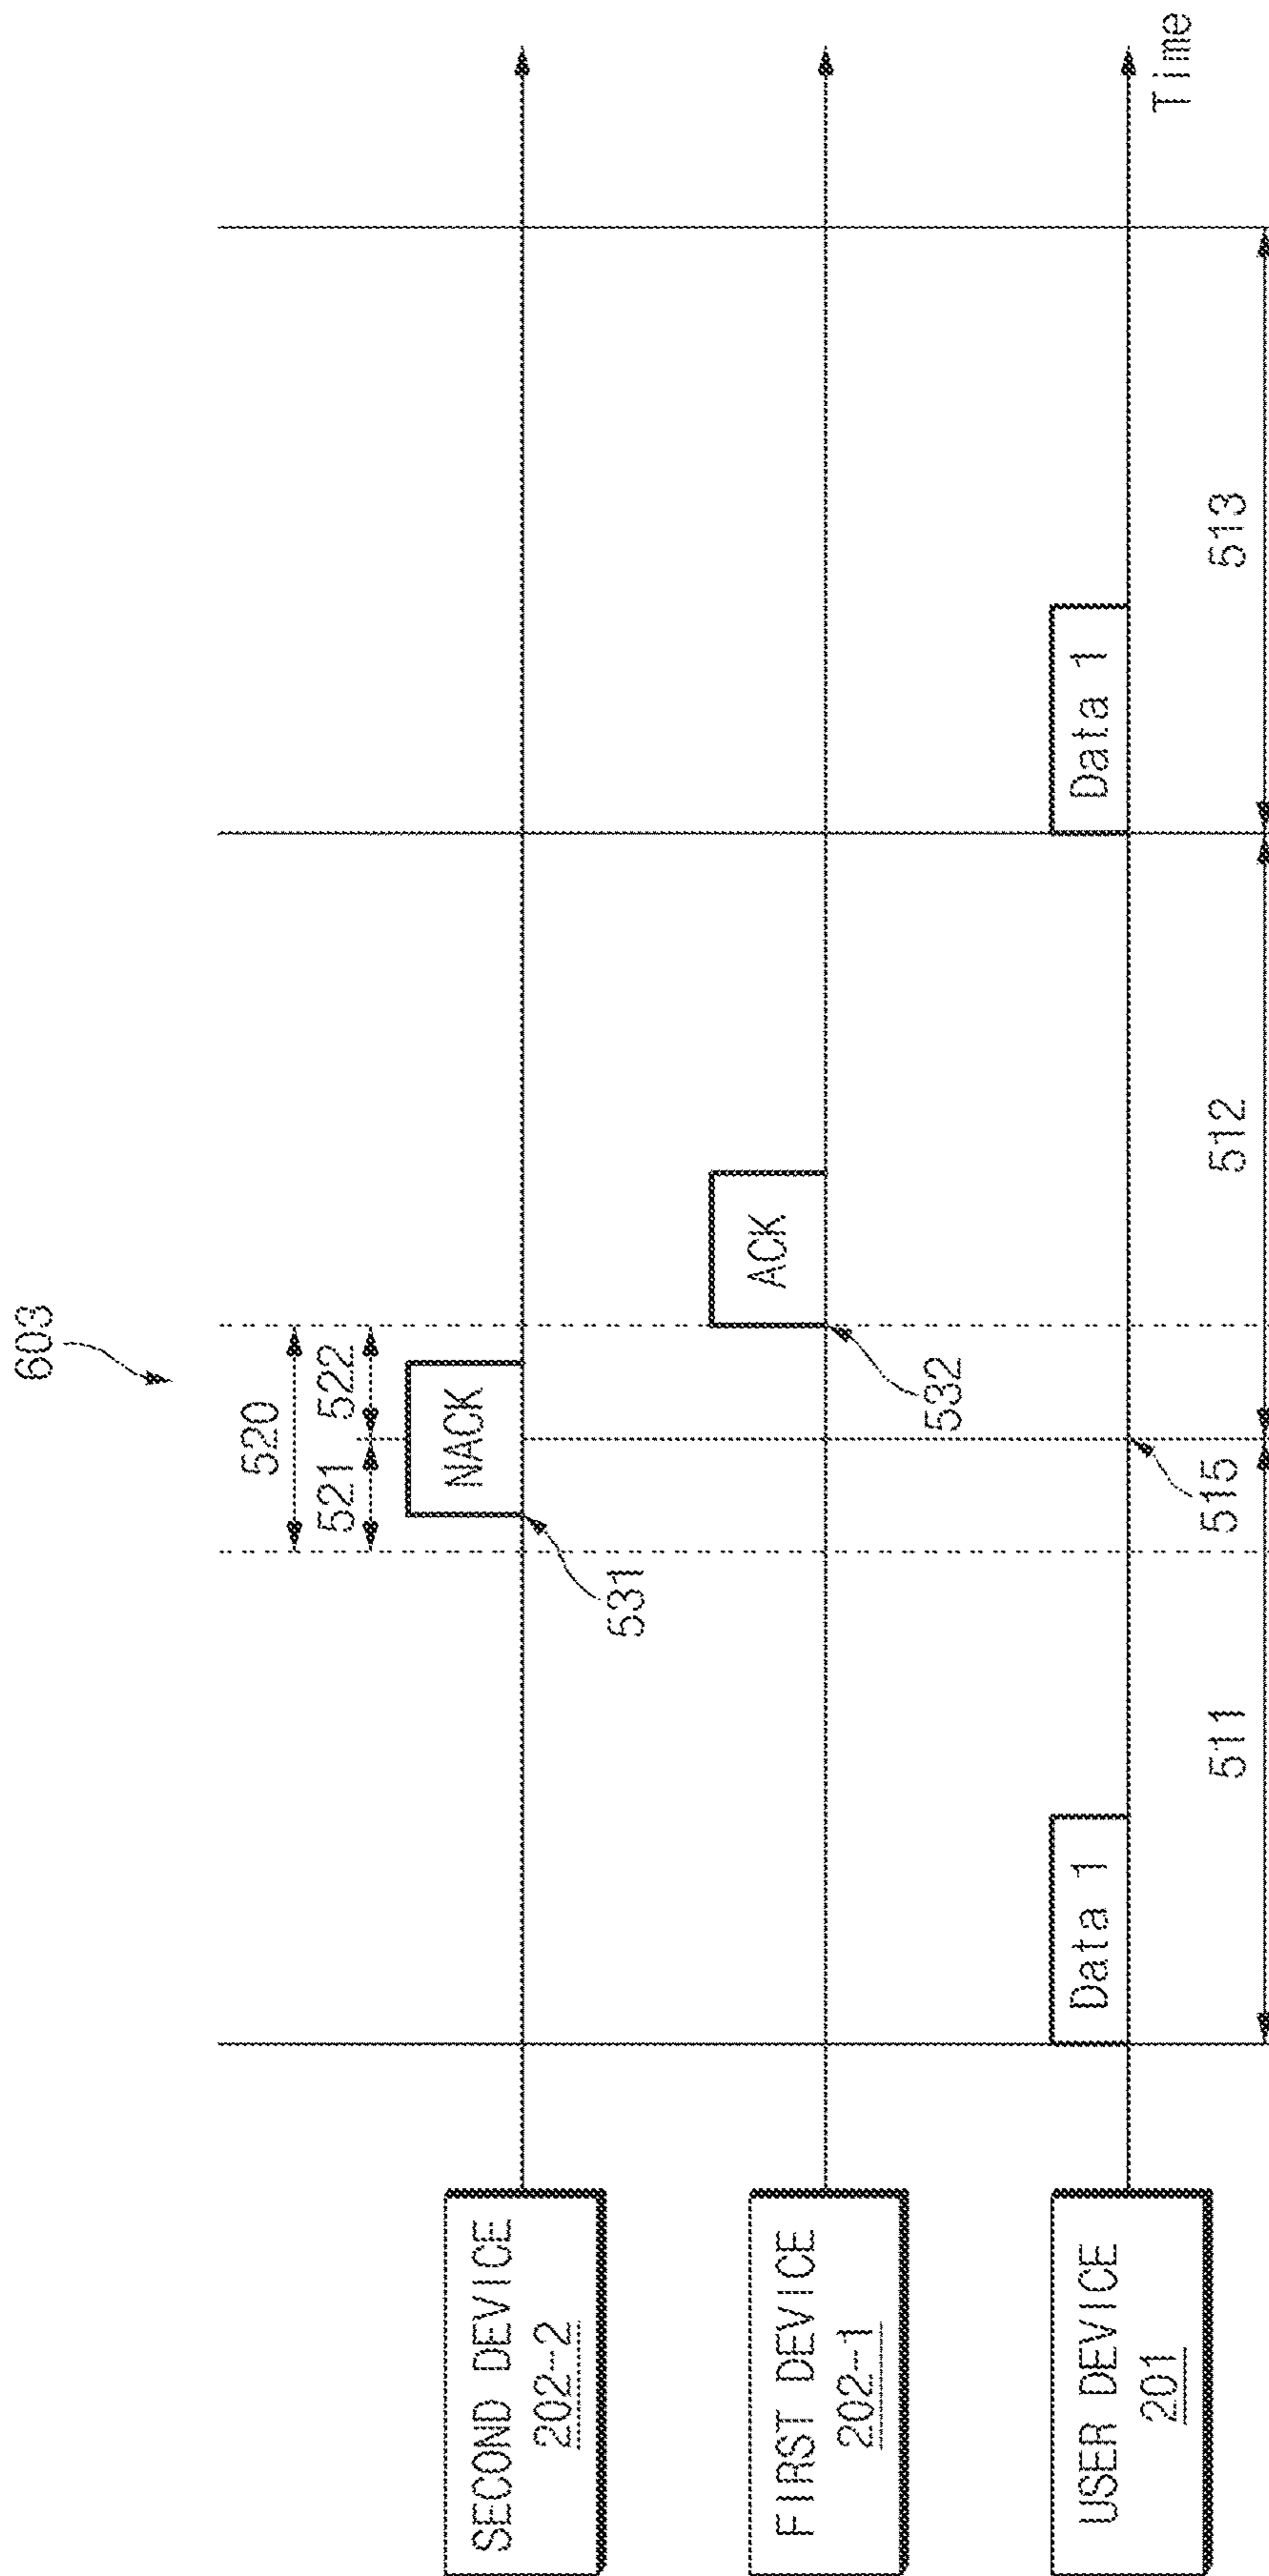 603
520
521
522
SECOND DEVICE
202-2
NACK
531
FIRST DEVICE
202-1
ACK
532
USER DEVICE
201
Data 1
Data 1
Time
515
511
512
513